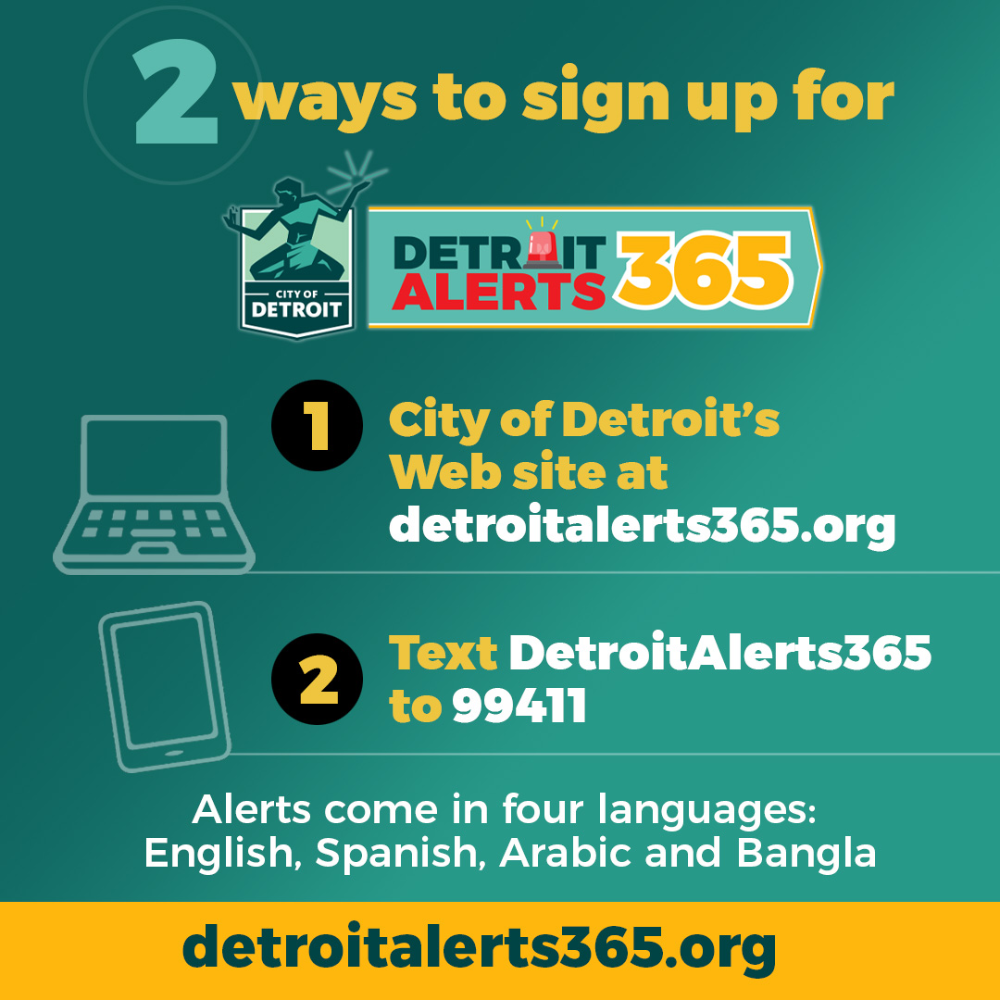 2 ways to sign up for
CITY OF
DETROIT
DETROIT
ALERTS 365
1 City of Detroit's
Web site at
detroitalerts365.org
2 Text DetroitAlerts365
to 99411
Alerts come in four languages:
English, Spanish, Arabic and Bangla
detroitalerts365.org